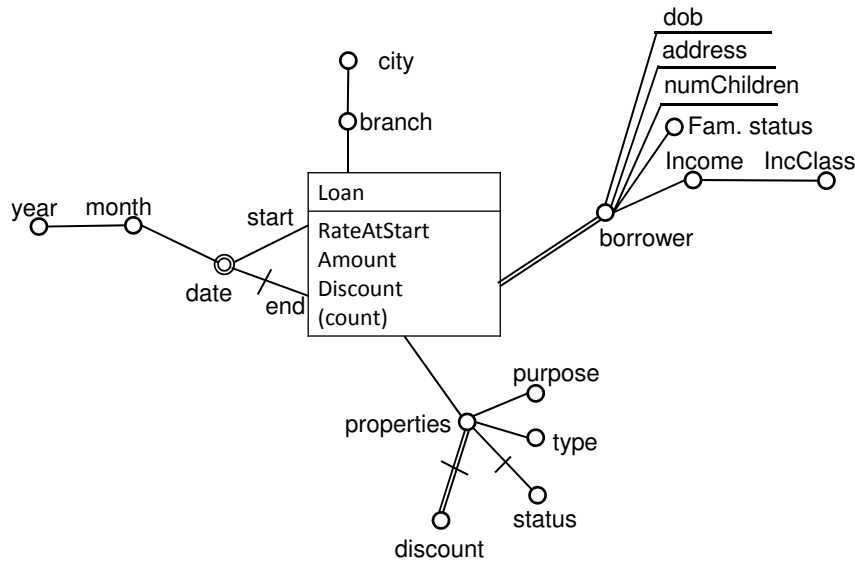 dob
address
numChildren
Fam. status
Income IncClass
borrower
city
branch
Loan
RateAtStart
Amount
Discount
(count)
year month
start
date
end
properties
purpose
type
status
discount